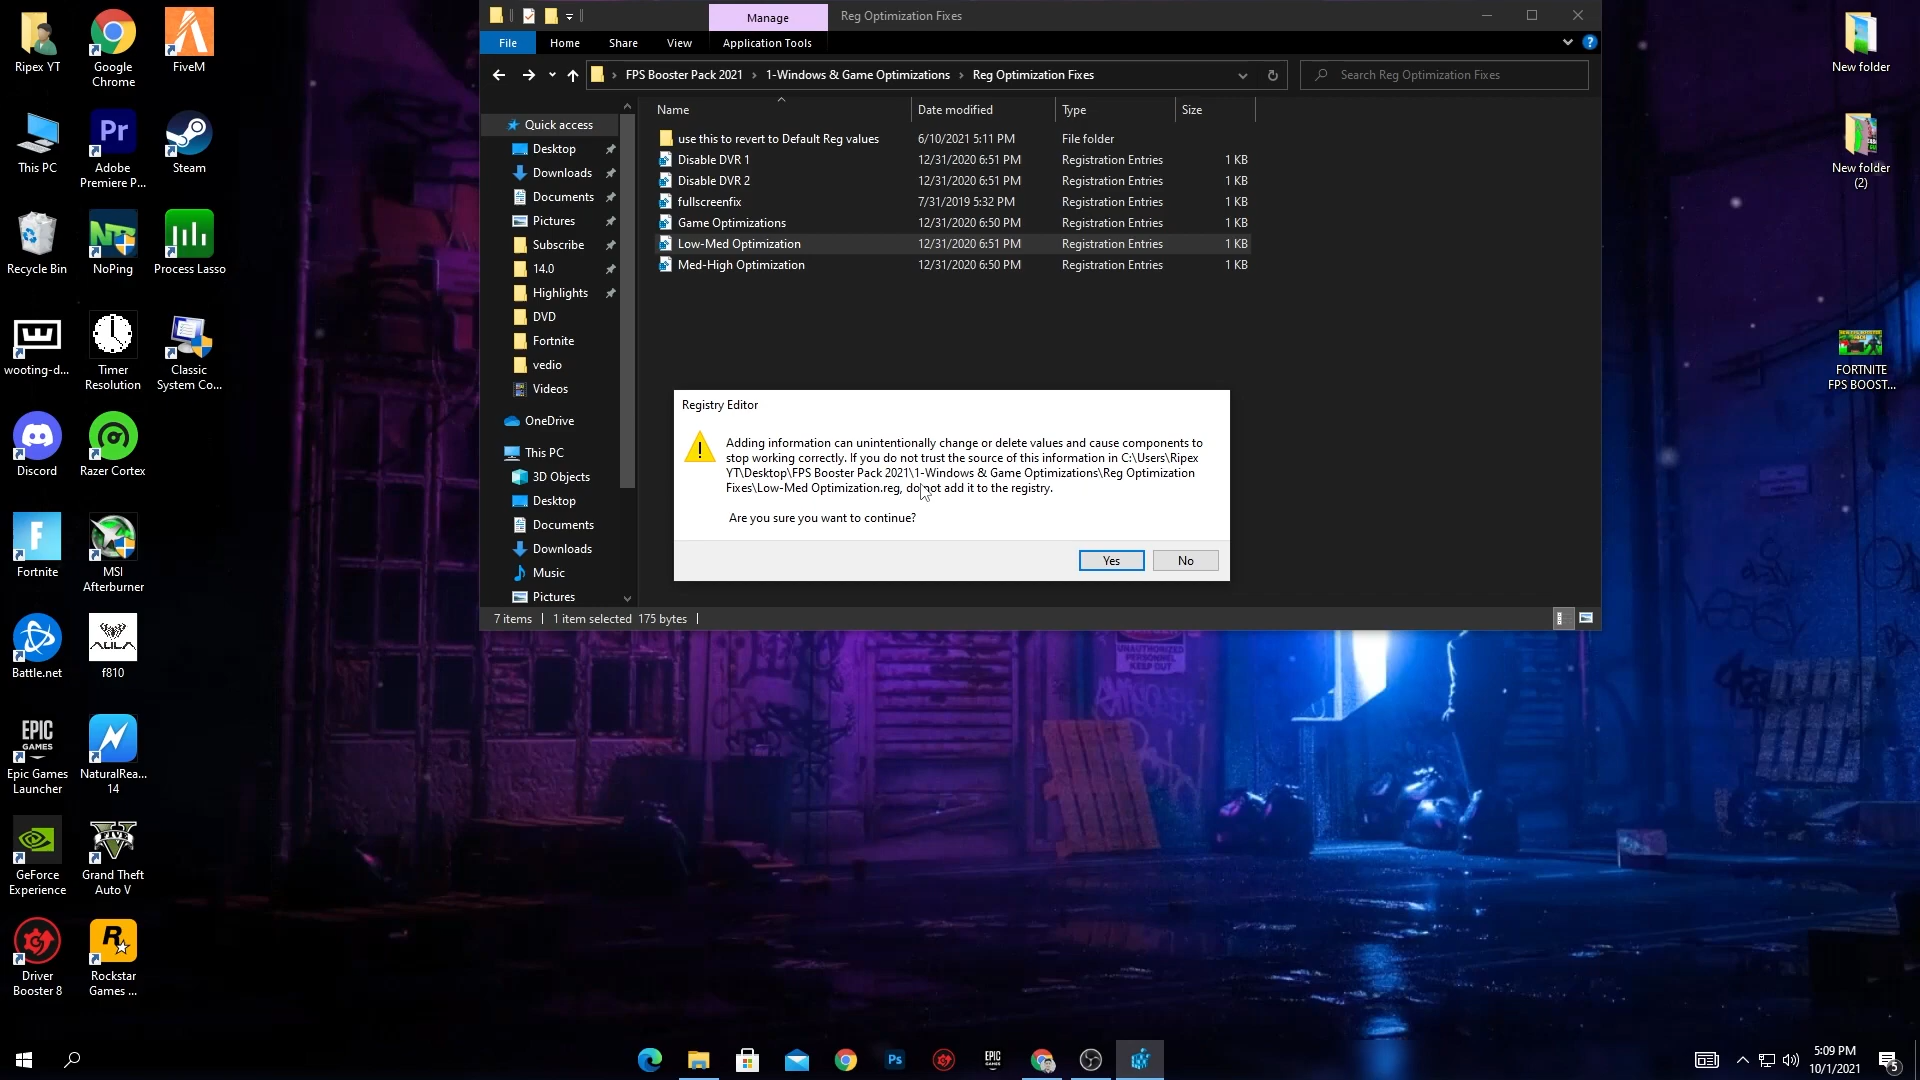 Ripex YT
Google Chrome
FiveM
This PC
Adobe Premiere P...
Steam
Recycle Bin
NoPing
Process Lasso
wooting-d...
Timer Resolution
Classic System Co...
Discord
Razer Cortex
Fortnite
MSI Afterburner
Battle.net
f810
Epic Games Launcher
NaturalRea... 14
GeForce Experience
Grand Theft Auto V
Driver Booster 8
Rockstar Games ...
Manage
Reg Optimization Fixes
File
Home
Share
View
Application Tools
FPS Booster Pack 2021 › 1-Windows & Game Optimizations › Reg Optimization Fixes
Search Reg Optimization Fixes
Quick access
Desktop
Downloads
Documents
Pictures
Subscribe
14.0
Highlights
DVD
Fortnite
vedio
Videos
OneDrive
This PC
3D Objects
Desktop
Documents
Downloads
Music
Pictures
Name Date modified Type Size
use this to revert to Default Reg values 6/10/2021 5:11 PM File folder
Disable DVR 1 12/31/2020 6:51 PM Registration Entries 1 KB
Disable DVR 2 12/31/2020 6:51 PM Registration Entries 1 KB
fullscreenfix 7/31/2019 5:32 PM Registration Entries 1 KB
Game Optimizations 12/31/2020 6:50 PM Registration Entries 1 KB
Low-Med Optimization 12/31/2020 6:51 PM Registration Entries 1 KB
Med-High Optimization 12/31/2020 6:50 PM Registration Entries 1 KB
Registry Editor
Adding information can unintentionally change or delete values and cause components to
stop working correctly. If you do not trust the source of this information in C:\Users\Ripex
YT\Desktop\FPS Booster Pack 2021\1-Windows & Game Optimizations\Reg Optimization
Fixes\Low-Med Optimization.reg, do not add it to the registry.
Are you sure you want to continue?
Yes
No
7 items
1 item selected 175 bytes
New folder
New folder (2)
FORTNITE FPS BOOST...
UNAUTHORIZED
PERSONNEL
KEEP OUT
5:09 PM
10/1/2021
5